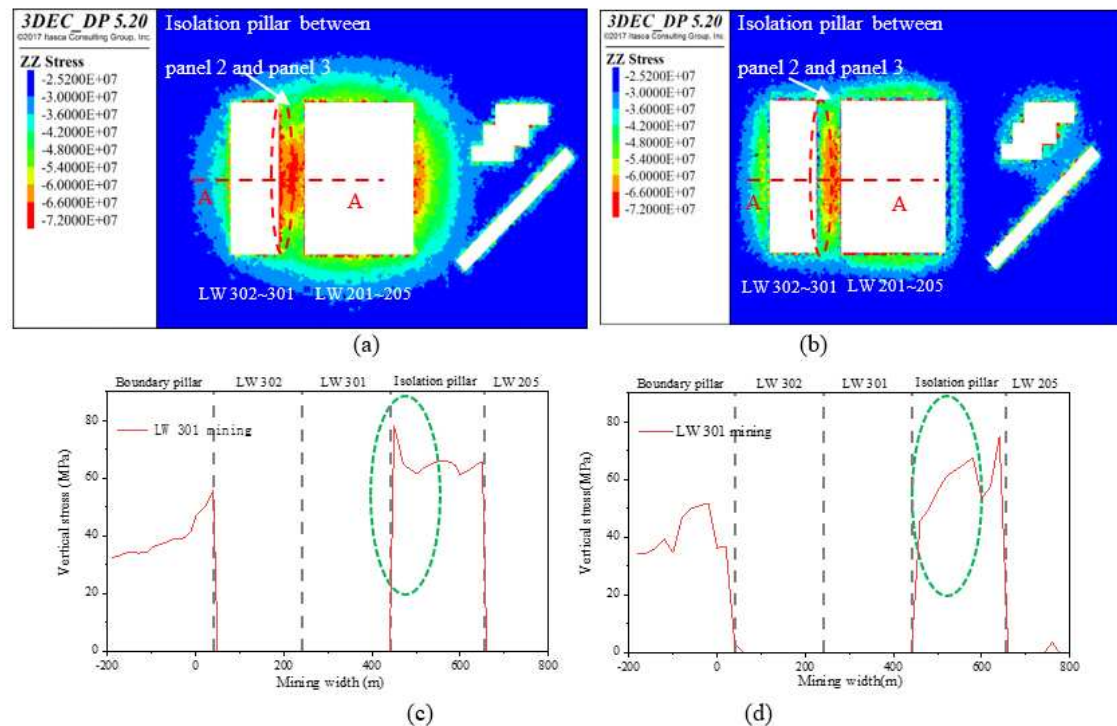 3DEC_DP 5.20
©2017 Itasca Consulting Group, Inc.
ZZ Stress
-2.5200E+07
-3.0000E+07
-3.6000E+07
-4.2000E+07
-4.8000E+07
-5.4000E+07
-6.0000E+07
-6.6000E+07
-7.2000E+07
Isolation pillar between
panel 2 and panel 3
A
A
LW 302~301
LW 201~205
(a)
3DEC_DP 5.20
©2017 Itasca Consulting Group, Inc.
ZZ Stress
-2.5200E+07
-3.0000E+07
-3.6000E+07
-4.2000E+07
-4.8000E+07
-5.4000E+07
-6.0000E+07
-6.6000E+07
-7.2000E+07
Isolation pillar between
panel 2 and panel 3
A
A
LW 302~301
LW 201~205
(b)
Boundary pillar
LW 302
LW 301
Isolation pillar
LW 205
LW 301 mining
Vertical stress (MPa)
80
60
40
20
0
-200
0
200
400
600
800
Mining width (m)
(c)
Boundary pillar
LW 302
LW 301
Isolation pillar
LW 205
LW 301 mining
Vertical stress(MPa)
80
60
40
20
0
-200
0
200
400
600
800
Mining width(m)
(d)